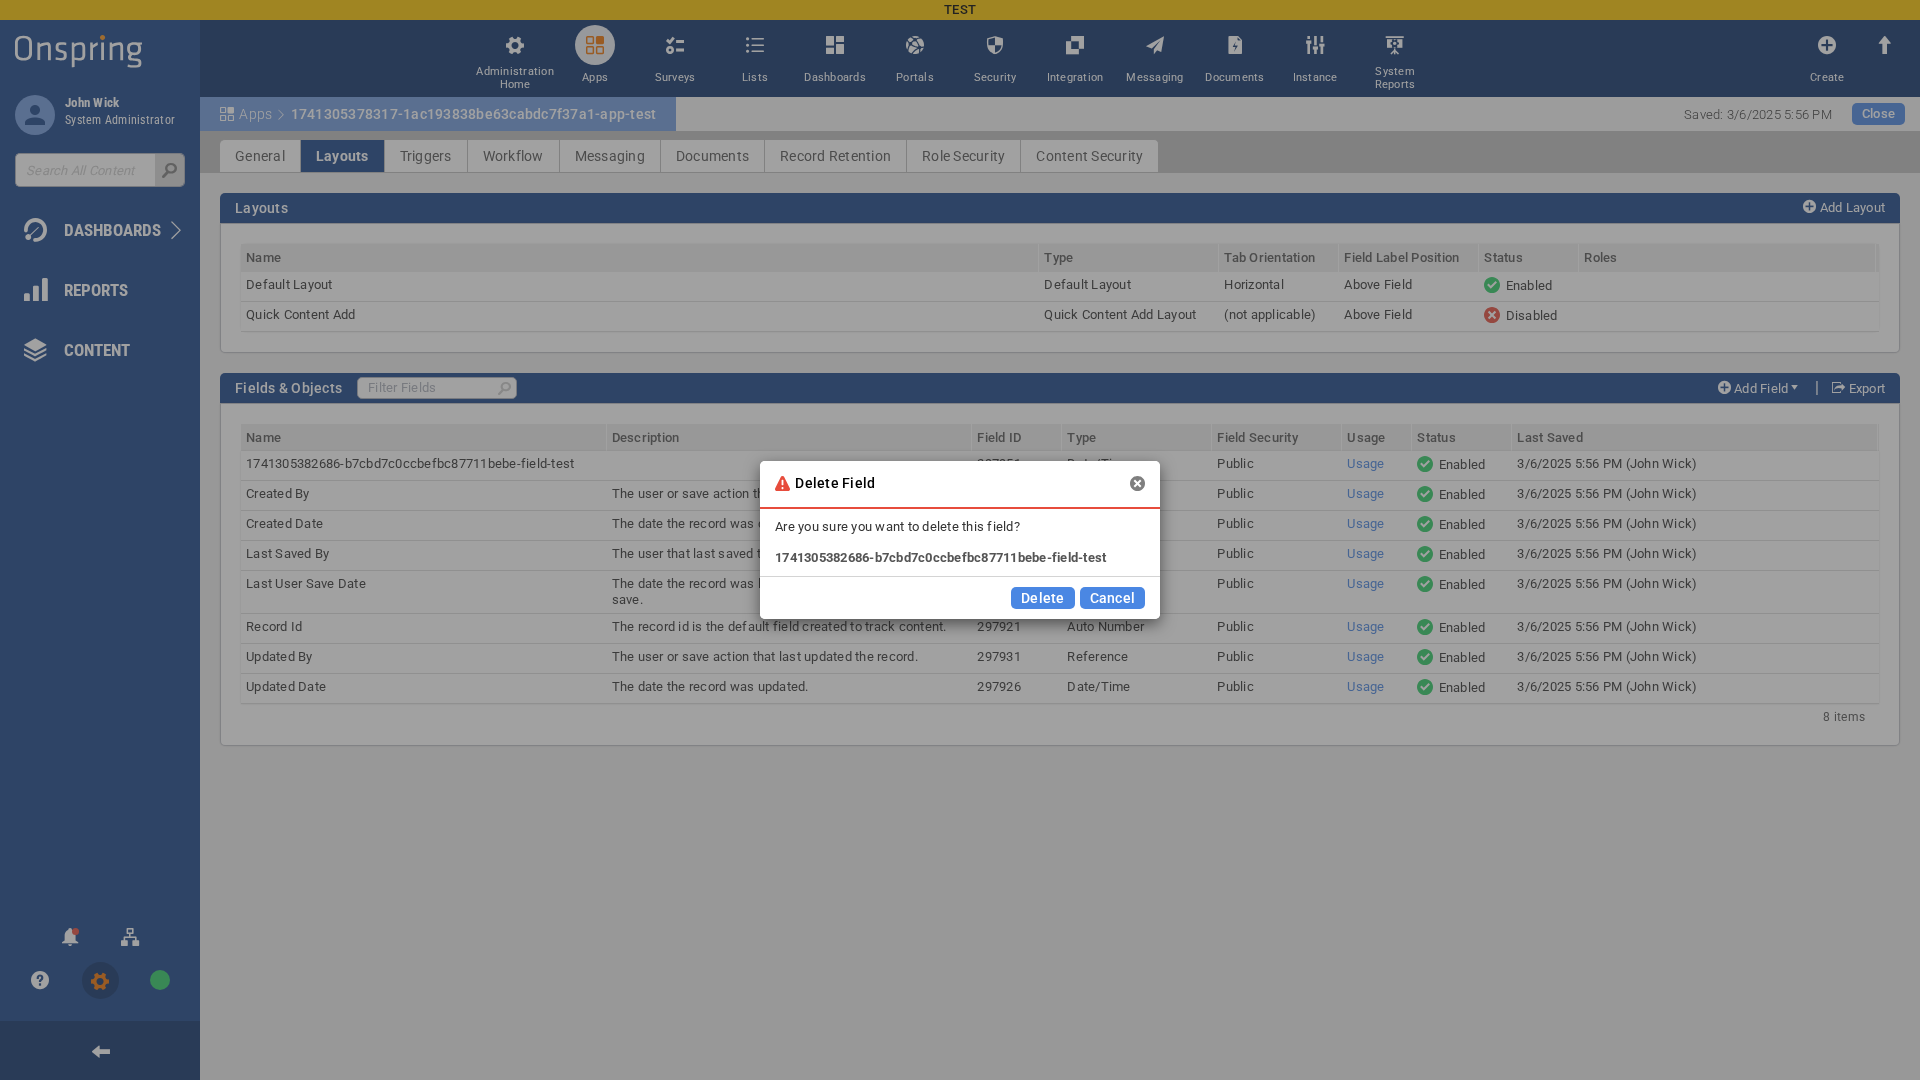 TEST
Onspring
John Wick
System Administrator
Search All Content
DASHBOARDS
REPORTS
CONTENT
Administration
Home
Apps
Surveys
Lists
Dashboards
Portals
Security
Integration
Messaging
Documents
Instance
System
Reports
Create
Apps 1741305378317-1ac193838be63cabdc7f37a1-app-test
Saved: 3/6/2025 5:56 PM
Close
General Layouts Triggers Workflow Messaging Documents Record Retention Role Security Content Security
Layouts
Add Layout
Name Type Tab Orientation Field Label Position Status Roles
Default Layout Default Layout Horizontal Above Field Enabled
Quick Content Add Quick Content Add Layout (not applicable) Above Field Disabled
Fields & Objects Filter Fields
Add Field | Export
Name Description Field ID Type Field Security Usage Status Last Saved
1741305382686-b7cbd7c0ccbefbc87711bebe-field-test Public Usage Enabled 3/6/2025 5:56 PM (John Wick)
Created By The user or save action Public Usage Enabled 3/6/2025 5:56 PM (John Wick)
Created Date The date the record was Public Usage Enabled 3/6/2025 5:56 PM (John Wick)
Last Saved By The user that last saved Public Usage Enabled 3/6/2025 5:56 PM (John Wick)
Last User Save Date The date the record was Public Usage Enabled 3/6/2025 5:56 PM (John Wick)
save.
Record Id The record id is the default field created to track content. 297921 Auto Number Public Usage Enabled 3/6/2025 5:56 PM (John Wick)
Updated By The user or save action that last updated the record. 297931 Reference Public Usage Enabled 3/6/2025 5:56 PM (John Wick)
Updated Date The date the record was updated. 297926 Date/Time Public Usage Enabled 3/6/2025 5:56 PM (John Wick)
8 items
Delete Field
Are you sure you want to delete this field?
1741305382686-b7cbd7c0ccbefbc87711bebe-field-test
Delete Cancel